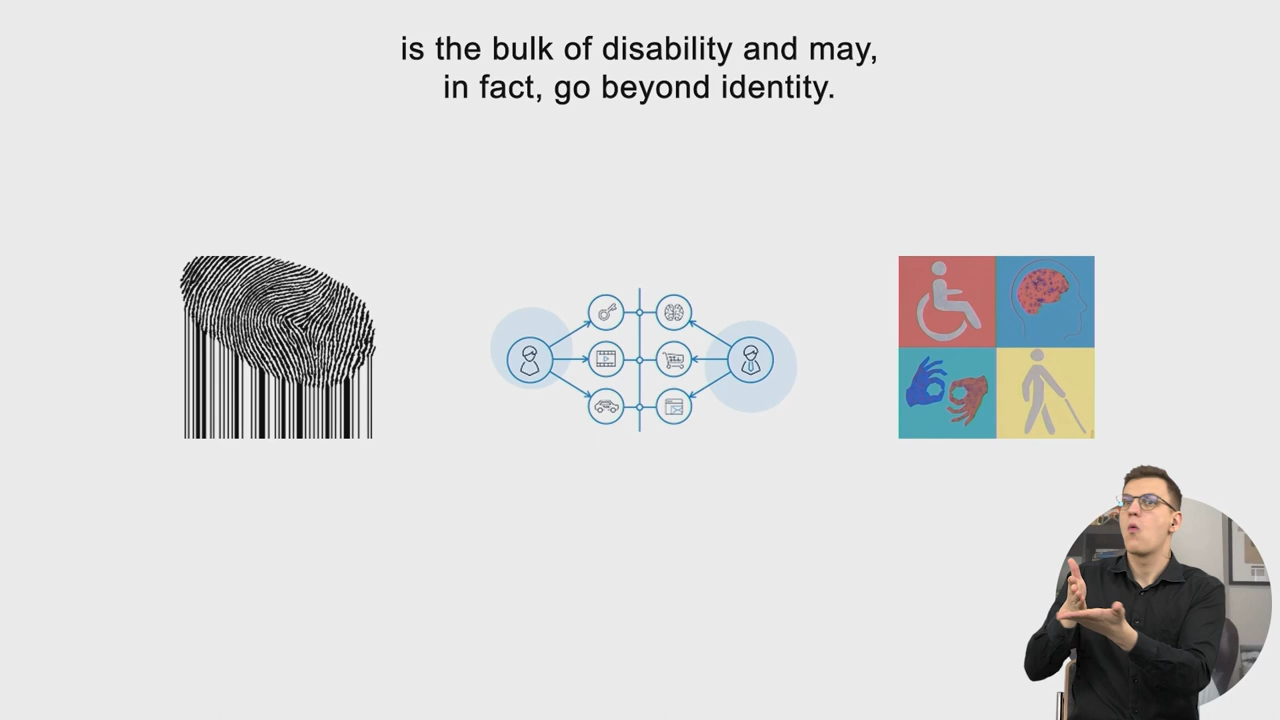 is the bulk of disability and may,
in fact, go beyond identity.